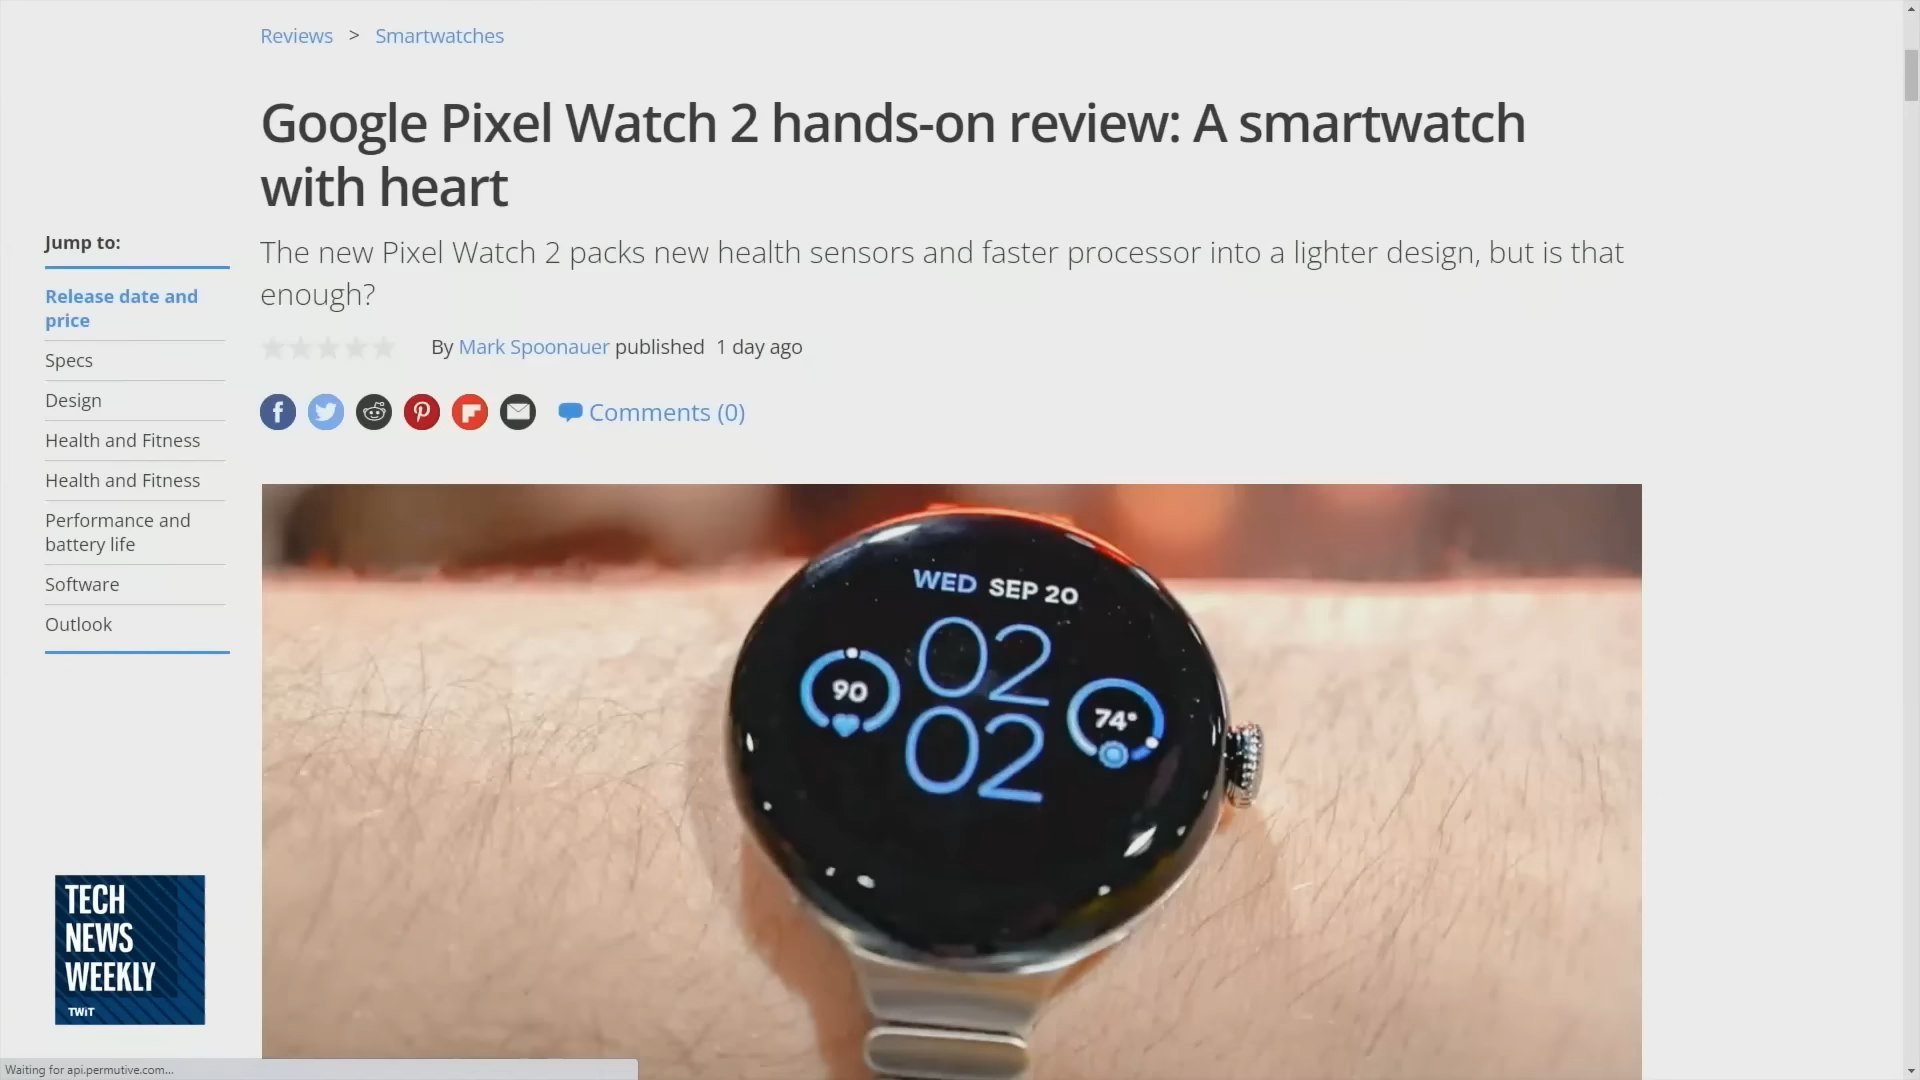 Reviews > Smartwatches
Google Pixel Watch 2 hands-on review: A smartwatch
with heart
The new Pixel Watch 2 packs new health sensors and faster processor into a lighter design, but is that
enough?
By Mark Spoonauer published 1 day ago
Comments (0)
Jump to:
Release date and
price
Specs
Design
Health and Fitness
Health and Fitness
Performance and
battery life
Software
Outlook
WED SEP 20
02
02
90
74°
TECH
NEWS
WEEKLY
TWiT
Waiting for api.permutive.com...